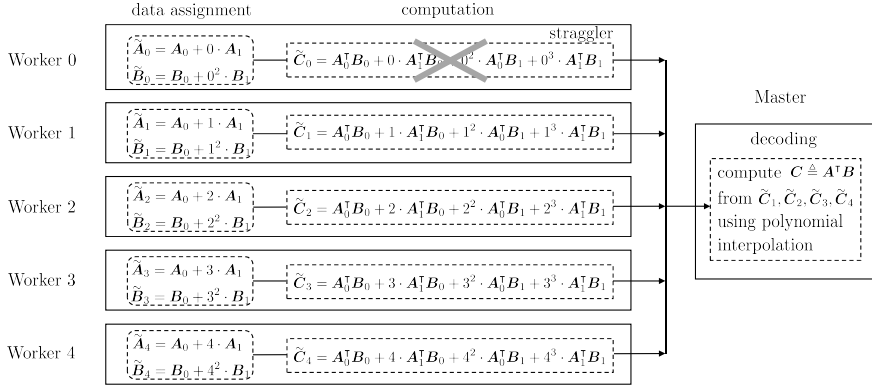 data assignment computation
straggler
Worker 0 Ã₀ = A₀ + 0 · A₁
B̃₀ = B₀ + 0² · B₁
C̃₀ = A₀ᵀB₀ + 0 · A₁ᵀB₀ + 0² · A₀ᵀB₁ + 0³ · A₁ᵀB₁
Worker 1 Ã₁ = A₀ + 1 · A₁
B̃₁ = B₀ + 1² · B₁
C̃₁ = A₀ᵀB₀ + 1 · A₁ᵀB₀ + 1² · A₀ᵀB₁ + 1³ · A₁ᵀB₁
Worker 2 Ã₂ = A₀ + 2 · A₁
B̃₂ = B₀ + 2² · B₁
C̃₂ = A₀ᵀB₀ + 2 · A₁ᵀB₀ + 2² · A₀ᵀB₁ + 2³ · A₁ᵀB₁
Worker 3 Ã₃ = A₀ + 3 · A₁
B̃₃ = B₀ + 3² · B₁
C̃₃ = A₀ᵀB₀ + 3 · A₁ᵀB₀ + 3² · A₀ᵀB₁ + 3³ · A₁ᵀB₁
Worker 4 Ã₄ = A₀ + 4 · A₁
B̃₄ = B₀ + 4² · B₁
C̃₄ = A₀ᵀB₀ + 4 · A₁ᵀB₀ + 4² · A₀ᵀB₁ + 4³ · A₁ᵀB₁
Master
decoding
compute C ≜ AᵀB
from C̃₁, C̃₂, C̃₃, C̃₄
using polynomial
interpolation